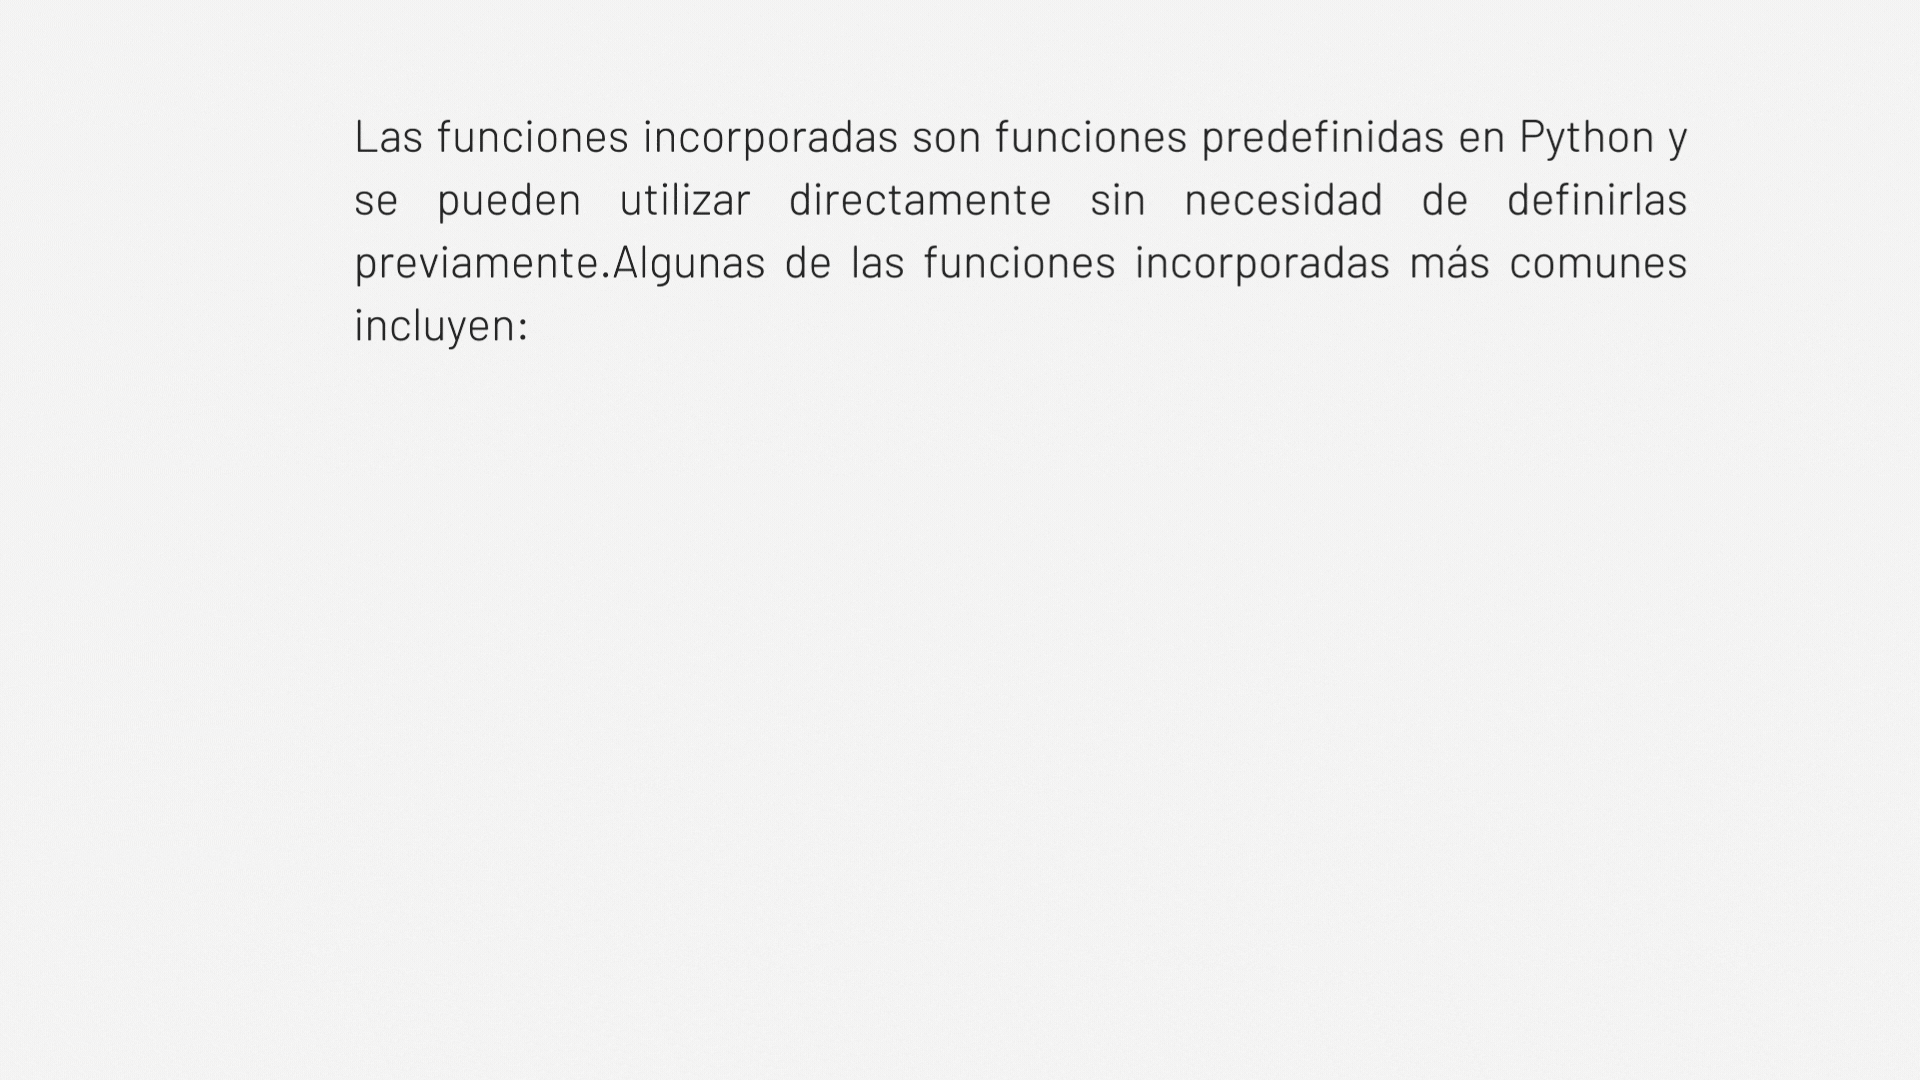 Las funciones incorporadas son funciones predefinidas en Python y
se pueden utilizar directamente sin necesidad de definirlas
previamente.Algunas de las funciones incorporadas más comunes
incluyen: